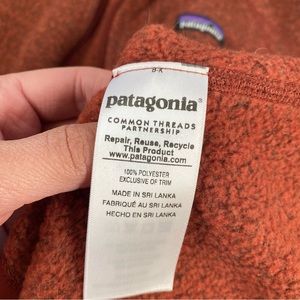 patagonia®
COMMON THREADS
PARTNERSHIP
Repair, Reuse, Recycle
This Product
www.patagonia.com
100% POLYESTER
EXCLUSIVE OF TRIM
MADE IN SRI LANKA
FABRIQUÉ AU SRI LANKA
HECHO EN SRI LANKA